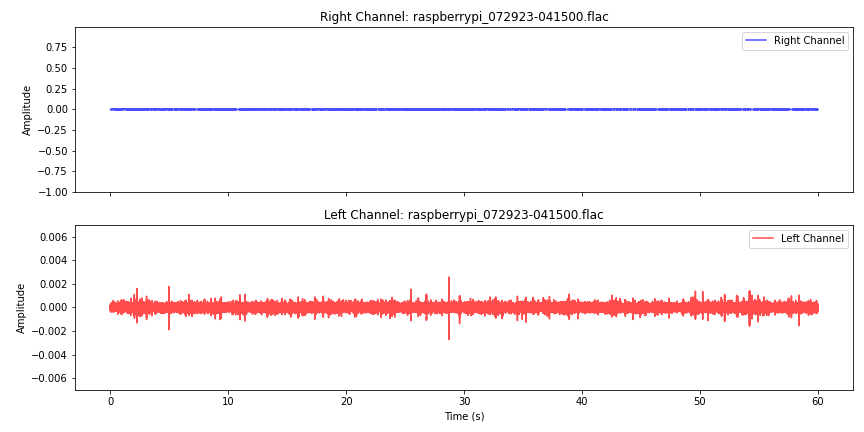 Right Channel: raspberrypi_072923-041500.flac
Right Channel
0.75
0.50
0.25
0.00
−0.25
−0.50
−0.75
−1.00
Amplitude
Left Channel: raspberrypi_072923-041500.flac
Left Channel
0.006
0.004
0.002
0.000
−0.002
−0.004
−0.006
Amplitude
0 10 20 30 40 50 60
Time (s)